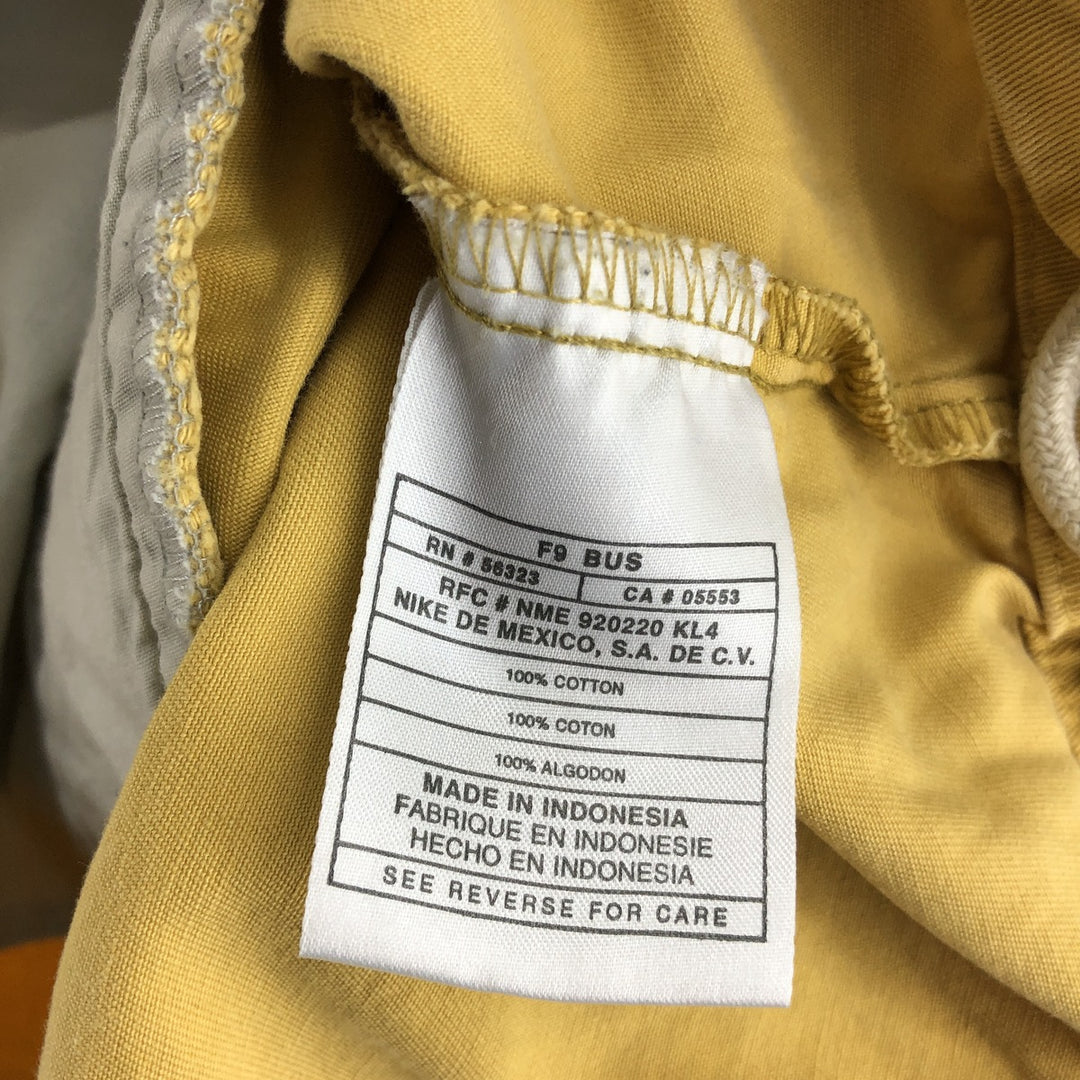 F9 BUS
RN # 56323 CA # 05553
RFC # NME 920220 KL4
NIKE DE MEXICO, S.A. DE C.V.
100% COTTON
100% COTON
100% ALGODON
MADE IN INDONESIA
FABRIQUE EN INDONESIE
HECHO EN INDONESIA
SEE REVERSE FOR CARE